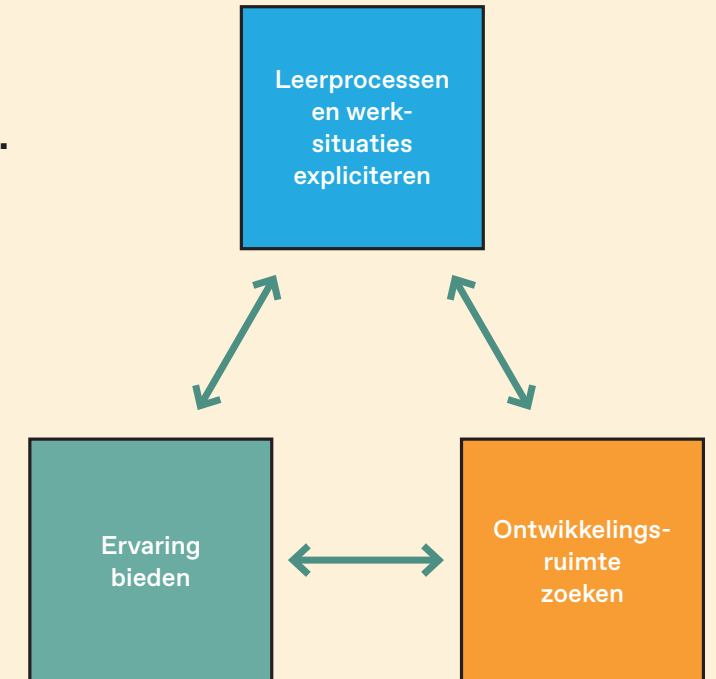 .
Leerprocessen
en werk-
situaties
expliciteren
Ervaring
bieden
Ontwikkelings-
ruimte
zoeken